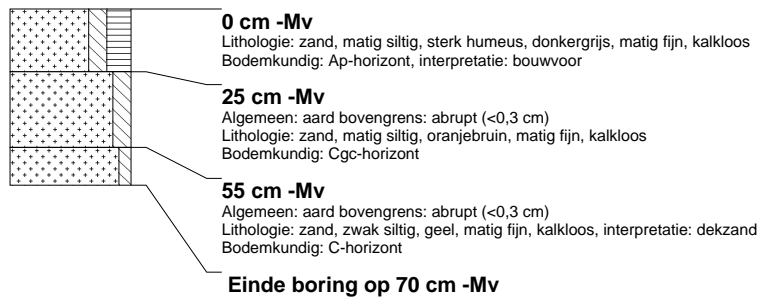 0 cm -Mv
Lithologie: zand, matig siltig, sterk humeus, donkergrijs, matig fijn, kalkloos
Bodemkundig: Ap-horizont, interpretatie: bouwvoor
25 cm -Mv
Algemeen: aard bovengrens: abrupt (<0,3 cm)
Lithologie: zand, matig siltig, oranjebruin, matig fijn, kalkloos
Bodemkundig: Cgc-horizont
55 cm -Mv
Algemeen: aard bovengrens: abrupt (<0,3 cm)
Lithologie: zand, zwak siltig, geel, matig fijn, kalkloos, interpretatie: dekzand
Bodemkundig: C-horizont
Einde boring op 70 cm -Mv